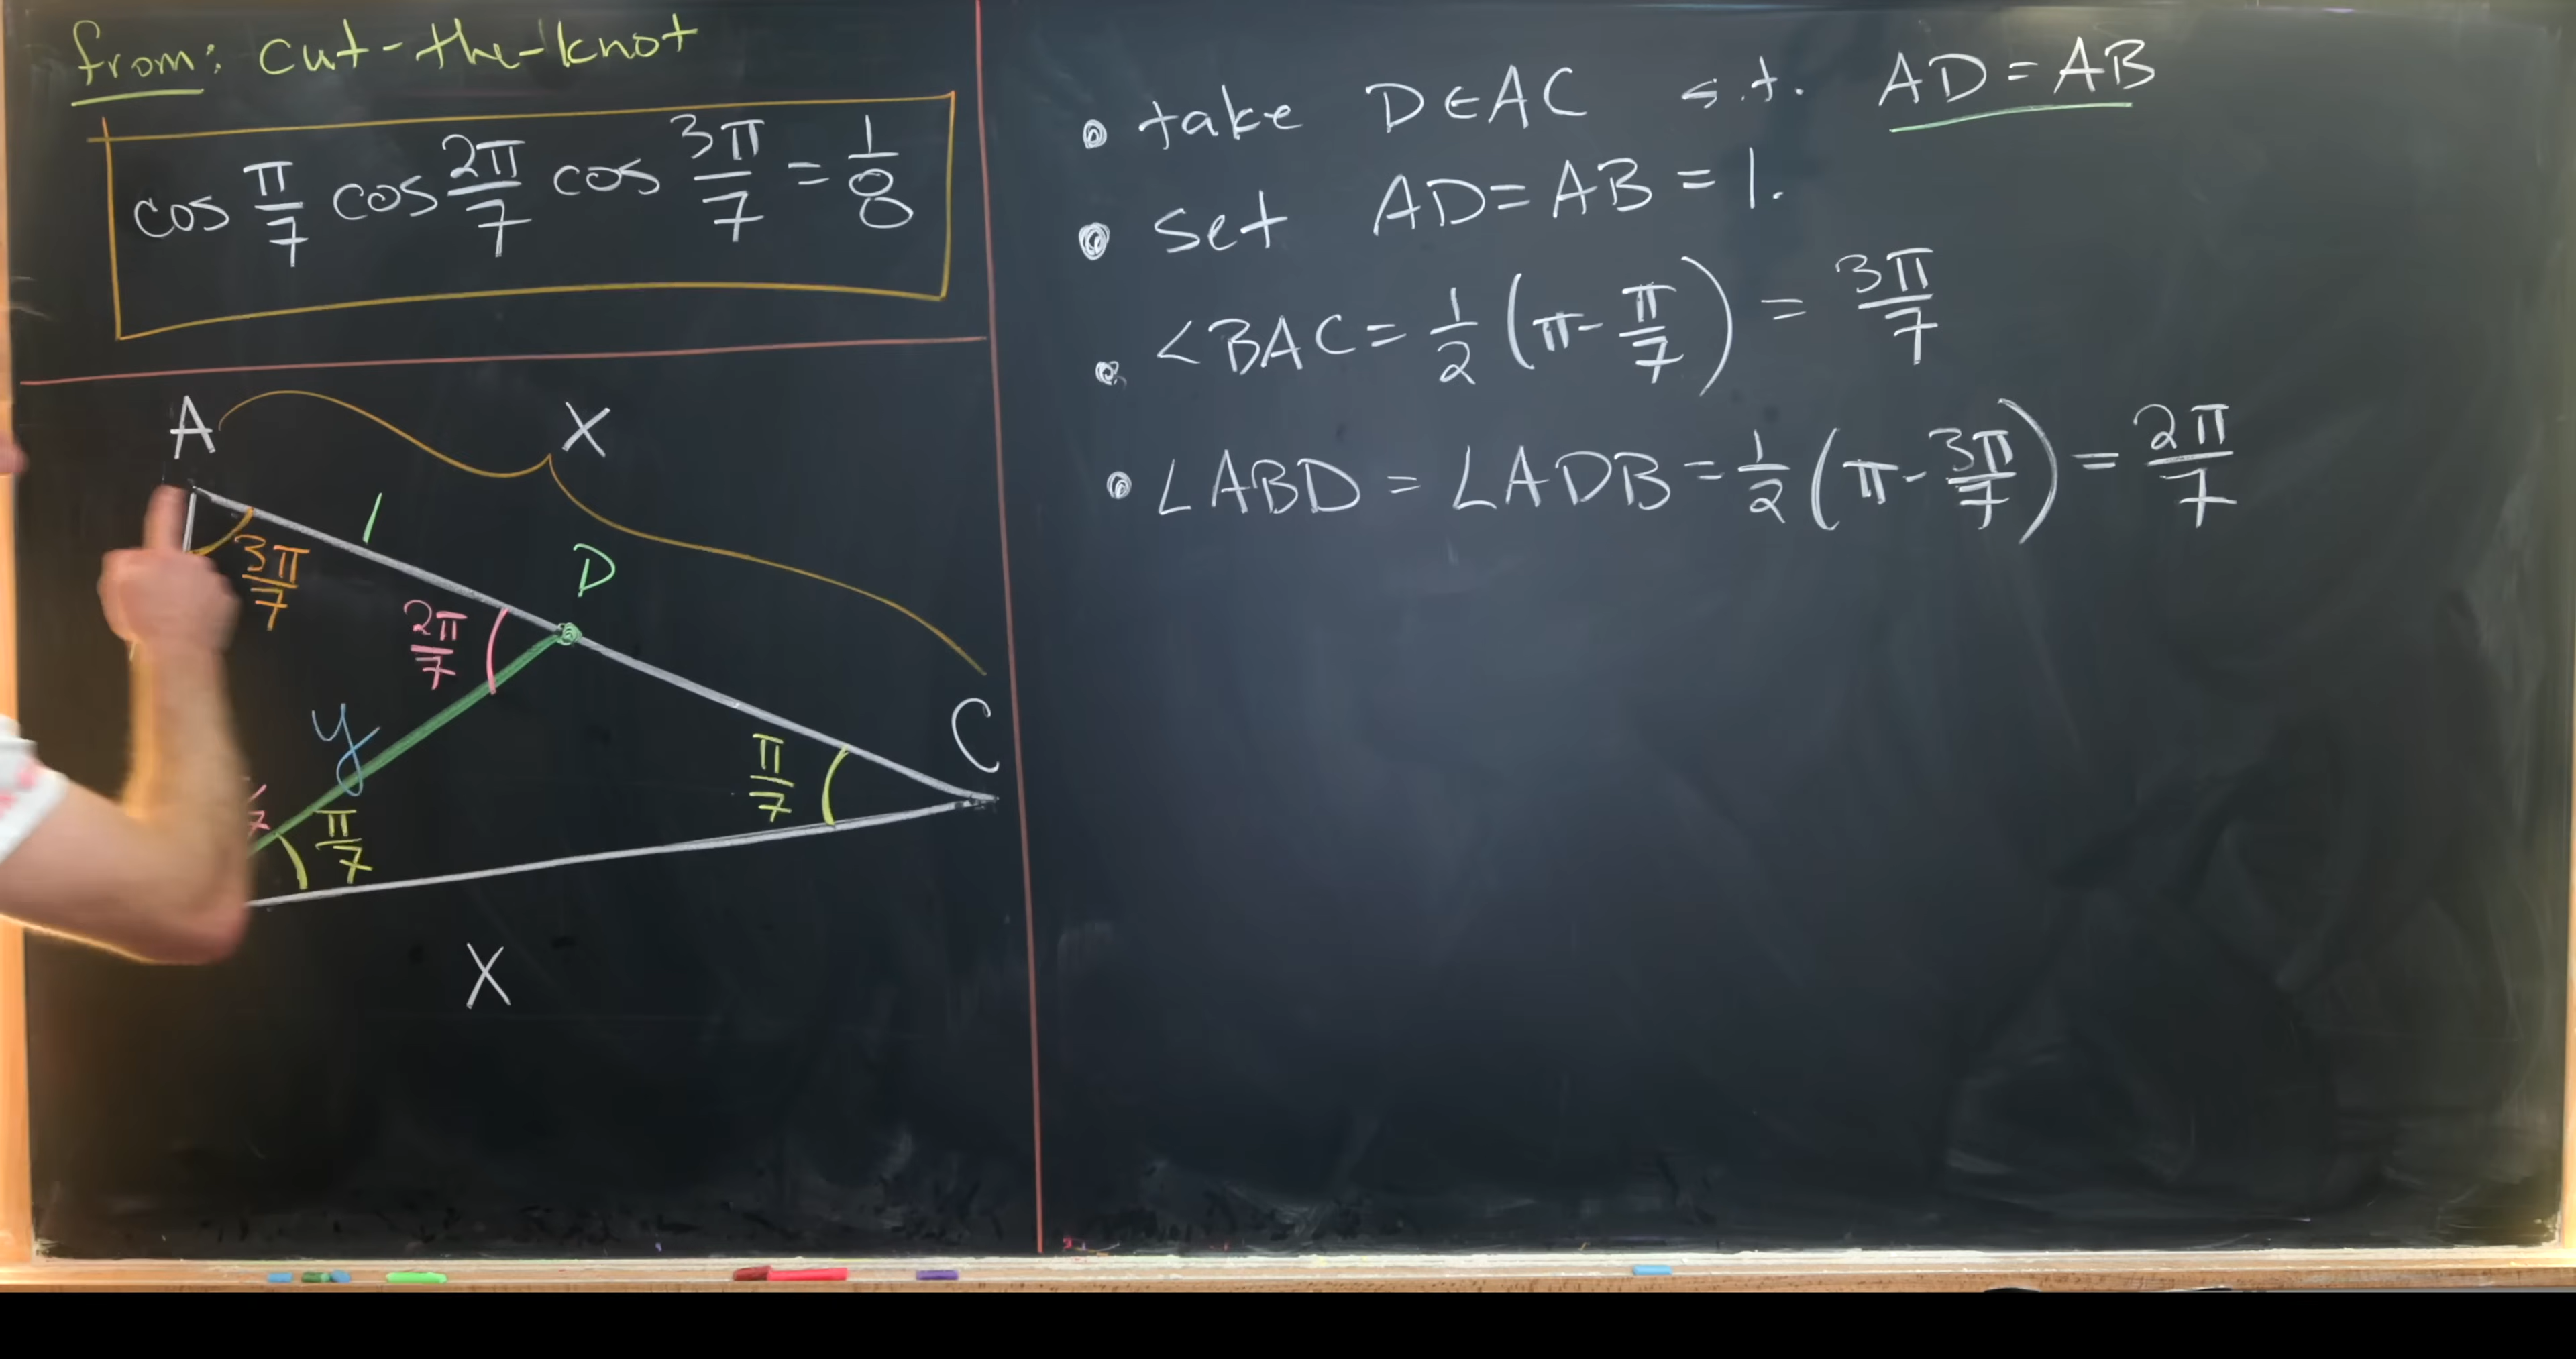 from: cut-the-knot
cos π/7 cos 2π/7 cos 3π/7 = 1/8
A
X
1
3π/7
D
2π/7
y
C
π/7
7
π/7
X
• take D∈AC s.t. AD=AB
• set AD=AB=1.
• <BAC= 1/2 (π-π/7) = 3π/7
• ∠ABD = ∠ADB = 1/2 (π-3π/7) = 2π/7